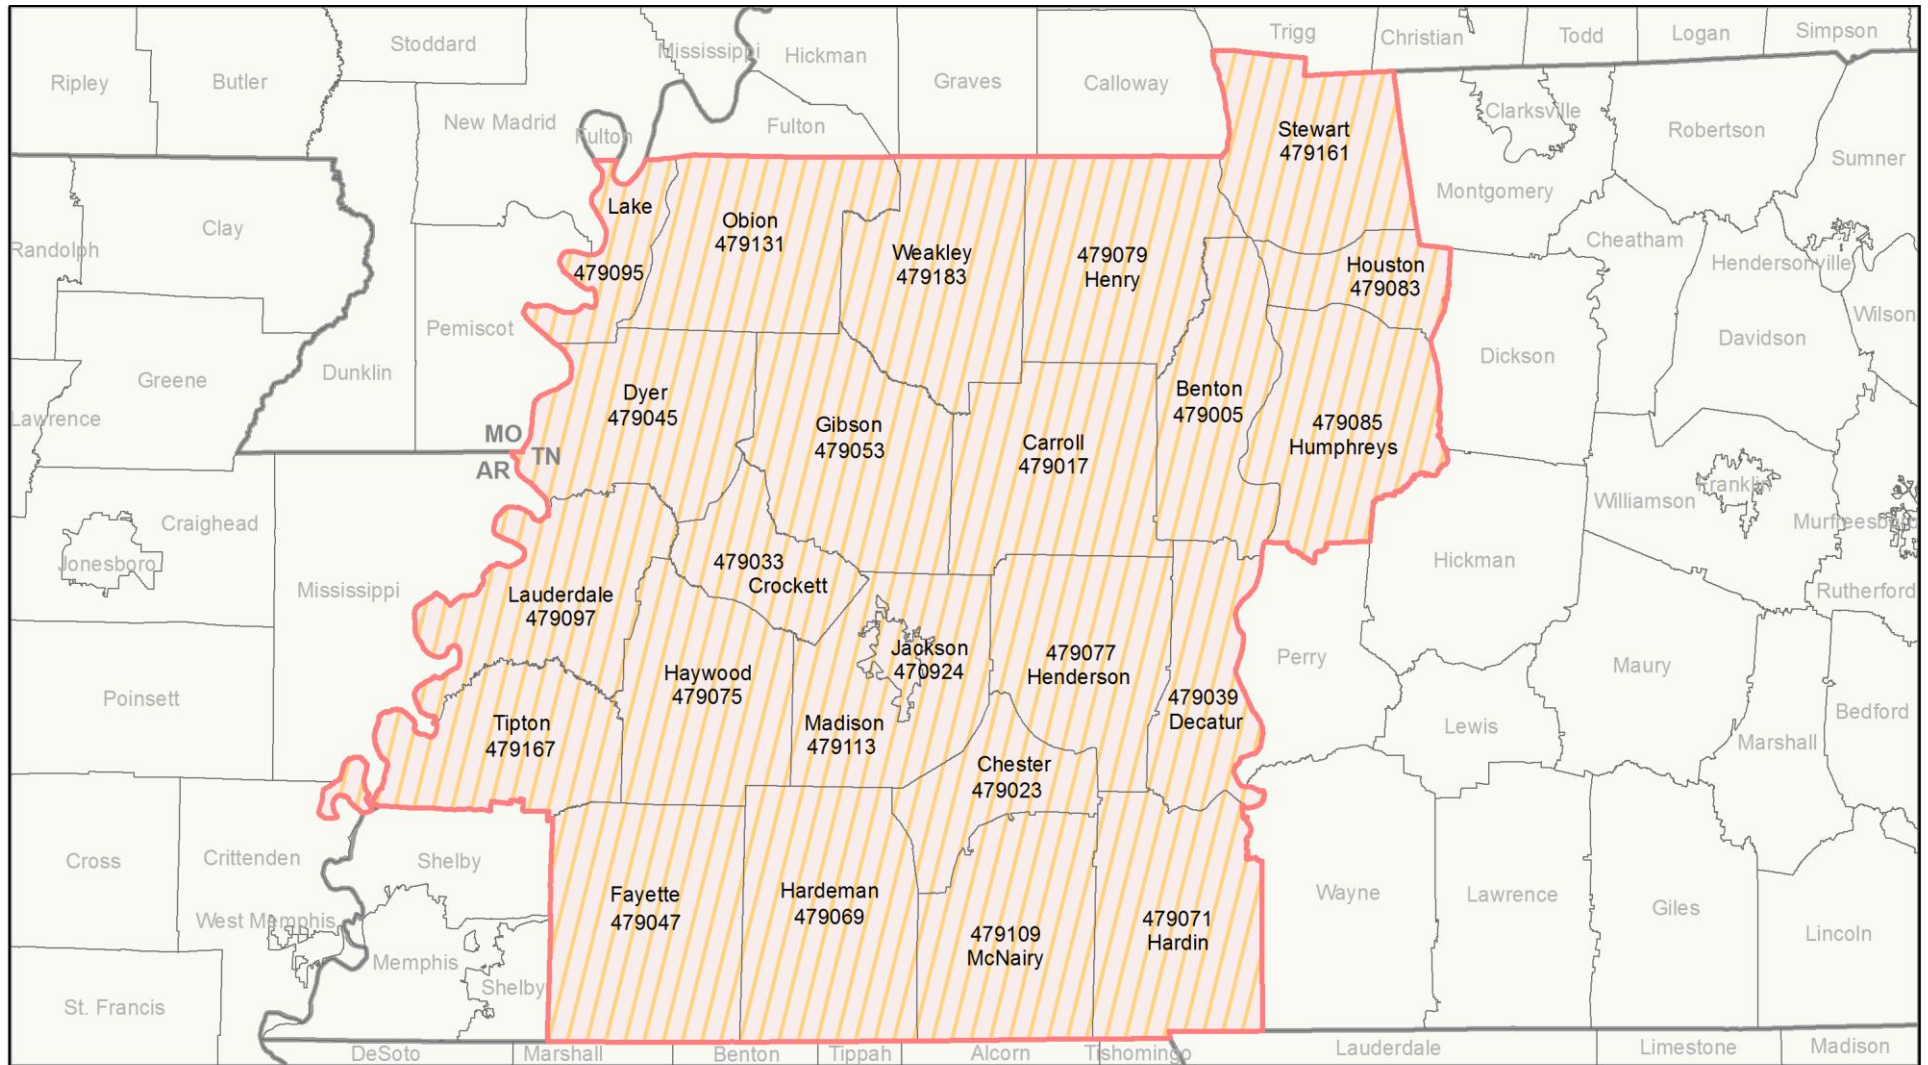 Stoddard
Mississippi
Hickman
Trigg
Christian
Todd
Logan
Simpson
Ripley
Butler
Graves
Calloway
New Madrid
Fulton
Fulton
Clarksville
Stewart
479161
Robertson
Sumner
Montgomery
Lake
Obion
479131
Clay
Randolph
Cheatham
Hendersonville
Weakley
479183
479079
Henry
Houston
479083
479095
Pemiscot
Wilson
Davidson
Dickson
Greene
Dunklin
Dyer
479045
Benton
479005
Lawrence
Gibson
479053
Carroll
479017
479085
Humphreys
MO
TN
AR
Franklin
Williamson
Craighead
Jonesboro
Mississippi
479033
Crockett
Hickman
Rutherford
Lauderdale
479097
Jackson
470924
479077
Henderson
Perry
Maury
Haywood
479075
Poinsett
479039
Decatur
Bedford
Tipton
479167
Madison
479113
Lewis
Marshall
Chester
479023
Cross
Crittenden
Shelby
Fayette
479047
Hardeman
479069
Wayne
Lawrence
Giles
West Memphis
479071
Hardin
479109
McNairy
Lincoln
Memphis
Shelby
St. Francis
DeSoto
Marshall
Benton
Tippah
Alcorn
Tishomingo
Lauderdale
Limestone
Madison